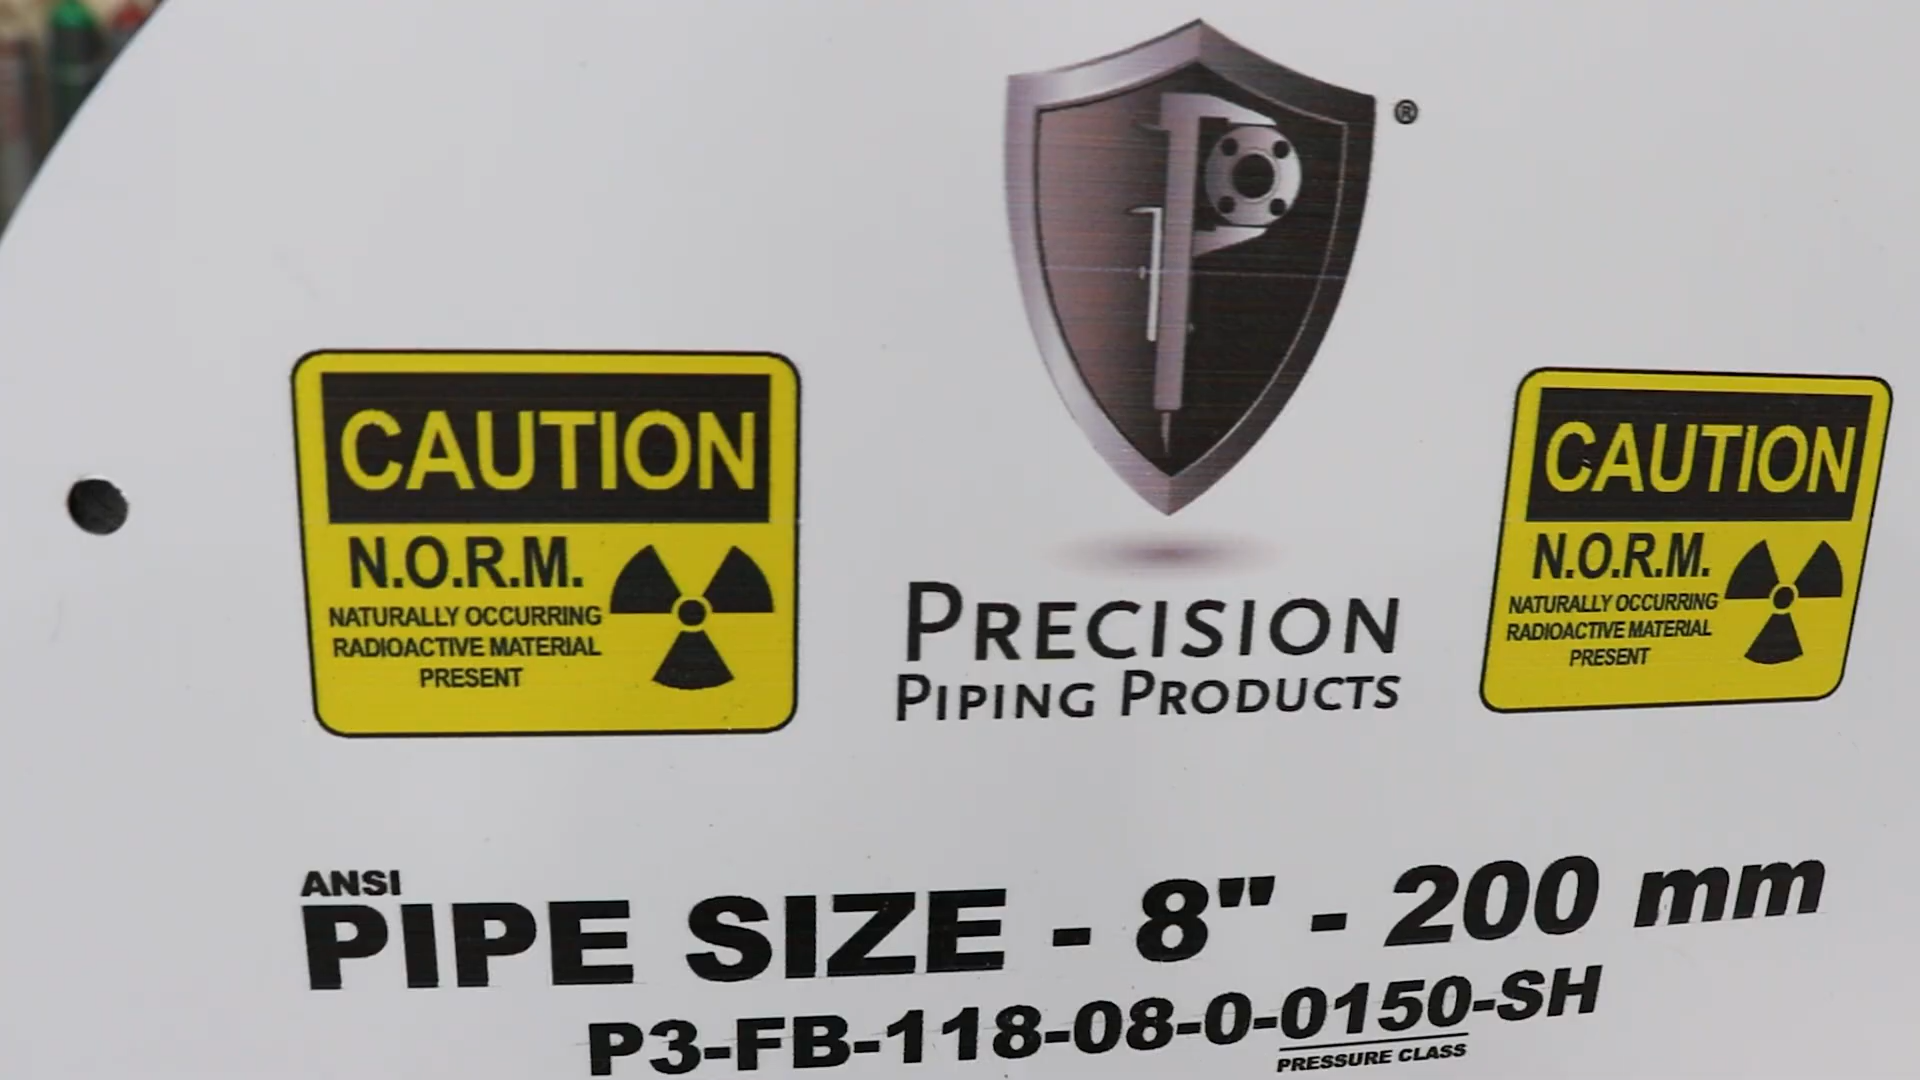 ®
CAUTION
N.O.R.M.
NATURALLY OCCURRING
RADIOACTIVE MATERIAL
PRESENT
PRECISION
PIPING PRODUCTS
CAUTION
N.O.R.M.
NATURALLY OCCURRING
RADIOACTIVE MATERIAL
PRESENT
ANSI
PIPE SIZE - 8" - 200 mm
P3-FB-118-08-0-0150-SH
PRESSURE CLASS